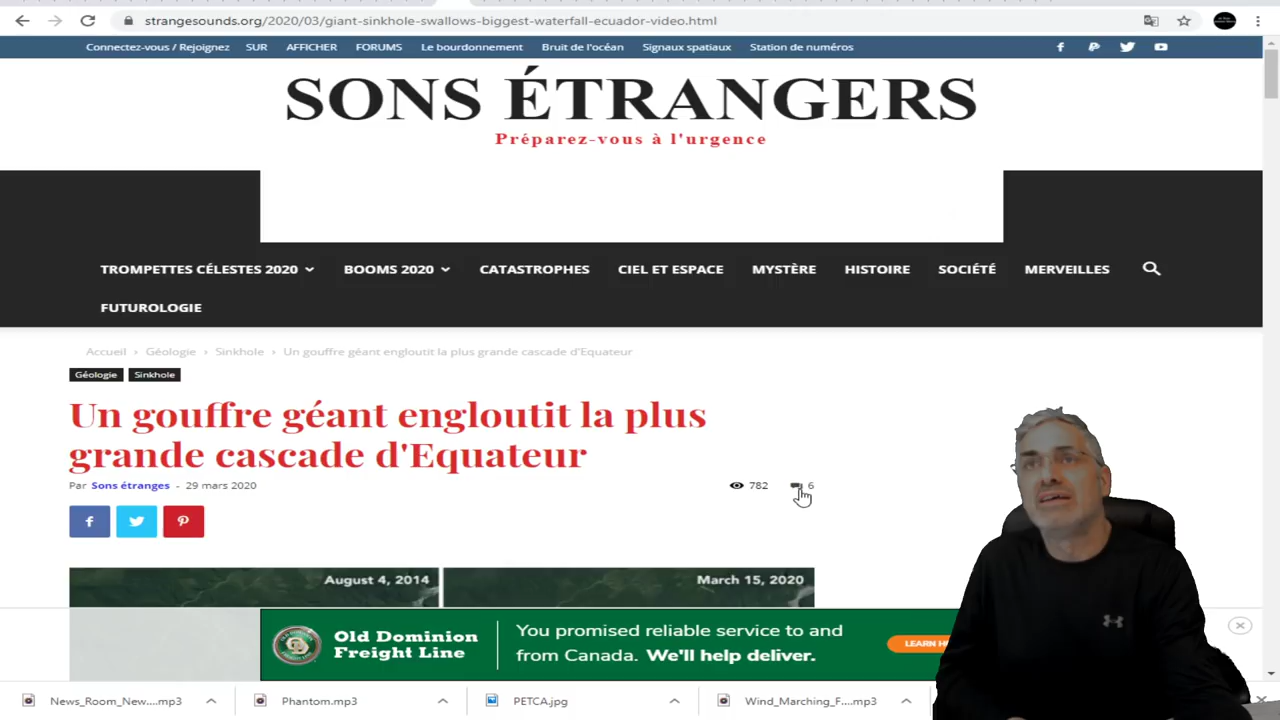 strangesounds.org/2020/03/giant-sinkhole-swallows-biggest-waterfall-ecuador-video.html
Connectez-vous / Rejoignez SUR AFFICHER FORUMS Le bourdonnement Bruit de l'océan Signaux spatiaux Station de numéros
SONS ÉTRANGERS
Préparez-vous à l'urgence
TROMPETTES CÉLESTES 2020 BOOMS 2020 CATASTROPHES CIEL ET ESPACE MYSTÈRE HISTOIRE SOCIÉTÉ MERVEILLES
FUTUROLOGIE
Accueil › Géologie › Sinkhole › Un gouffre géant engloutit la plus grande cascade d'Equateur
Géologie Sinkhole
Un gouffre géant engloutit la plus
grande cascade d'Equateur
Par Sons étranges - 29 mars 2020 782 6
August 4, 2014 March 15, 2020
Old Dominion
Freight Line
You promised reliable service to and
from Canada. We'll help deliver.
LEARN
News_Room_New....mp3 Phantom.mp3 PETCA.jpg Wind_Marching_F....mp3